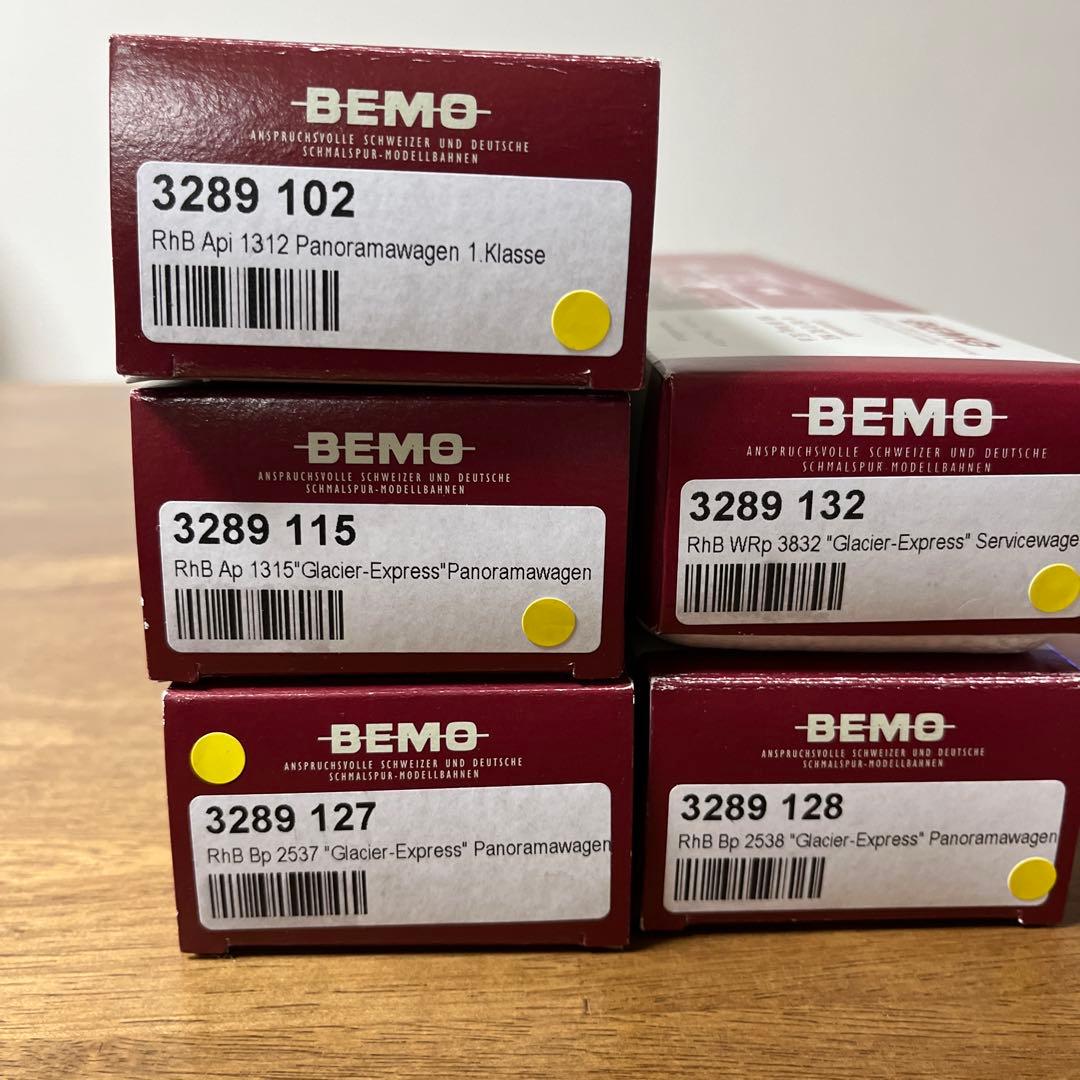 BEMO
ANSPRUCHSVOLLE SCHWEIZER UND DEUTSCHE
SCHMALSPUR-MODELLBAHNEN
3289 102
RhB Api 1312 Panoramawagen 1.Klasse
BEMO
ANSPRUCHSVOLLE SCHWEIZER UND DEUTSCHE
SCHMALSPUR-MODELLBAHNEN
3289 115
RhB Ap 1315"Glacier-Express"Panoramawagen
BEMO
BEMO
ANSPRUCHSVOLLE SCHWEIZER UND DEUTSCHE
SCHMALSPUR-MODELLBAHNEN
3289 132
RhB WRp 3832 "Glacier-Express" Servicewage
BEMO
ANSPRUCHSVOLLE SCHWEIZER UND DEUTSCHE
SCHMALSPUR-MODELLBAHNEN
3289 127
RhB Bp 2537 "Glacier-Express" Panoramawagen
BEMO
ANSPRUCHSVOLLE SCHWEIZER UND DEUTSCHE
SCHMALSPUR-MODELLBAHNEN
3289 128
RhB Bp 2538 "Glacier-Express" Panoramawagen